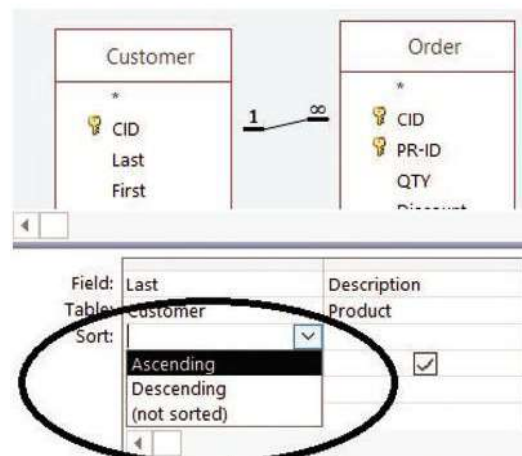 Customer
*
CID
Last
First
1 ∞
Order
*
CID
PR-ID
QTY
Discount
Field: Last Description
Table: Customer Product
Sort:
Ascending
Descending
(not sorted)